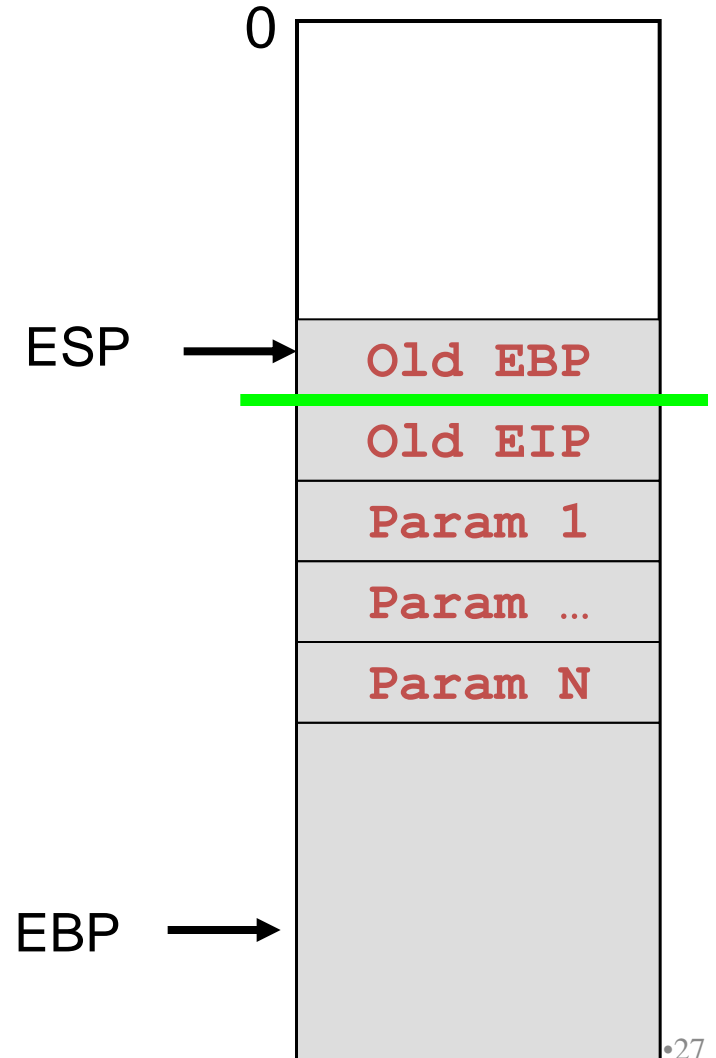 0
ESP
Old EBP
Old EIP
Param 1
Param …
Param N
EBP
•27